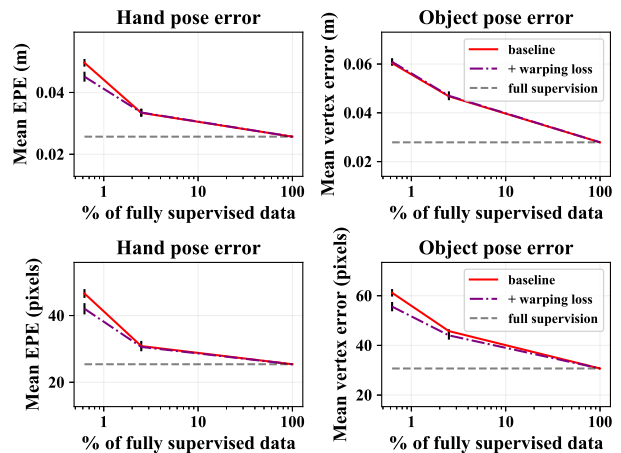 Hand pose error
Mean EPE (m)
0.04
0.02
1
10
100
% of fully supervised data
Object pose error
Mean vertex error (m)
0.06
0.04
0.02
baseline
+ warping loss
full supervision
1
10
100
% of fully supervised data
Hand pose error
Mean EPE (pixels)
40
20
1
10
100
% of fully supervised data
Object pose error
Mean vertex error (pixels)
60
40
20
baseline
+ warping loss
full supervision
1
10
100
% of fully supervised data